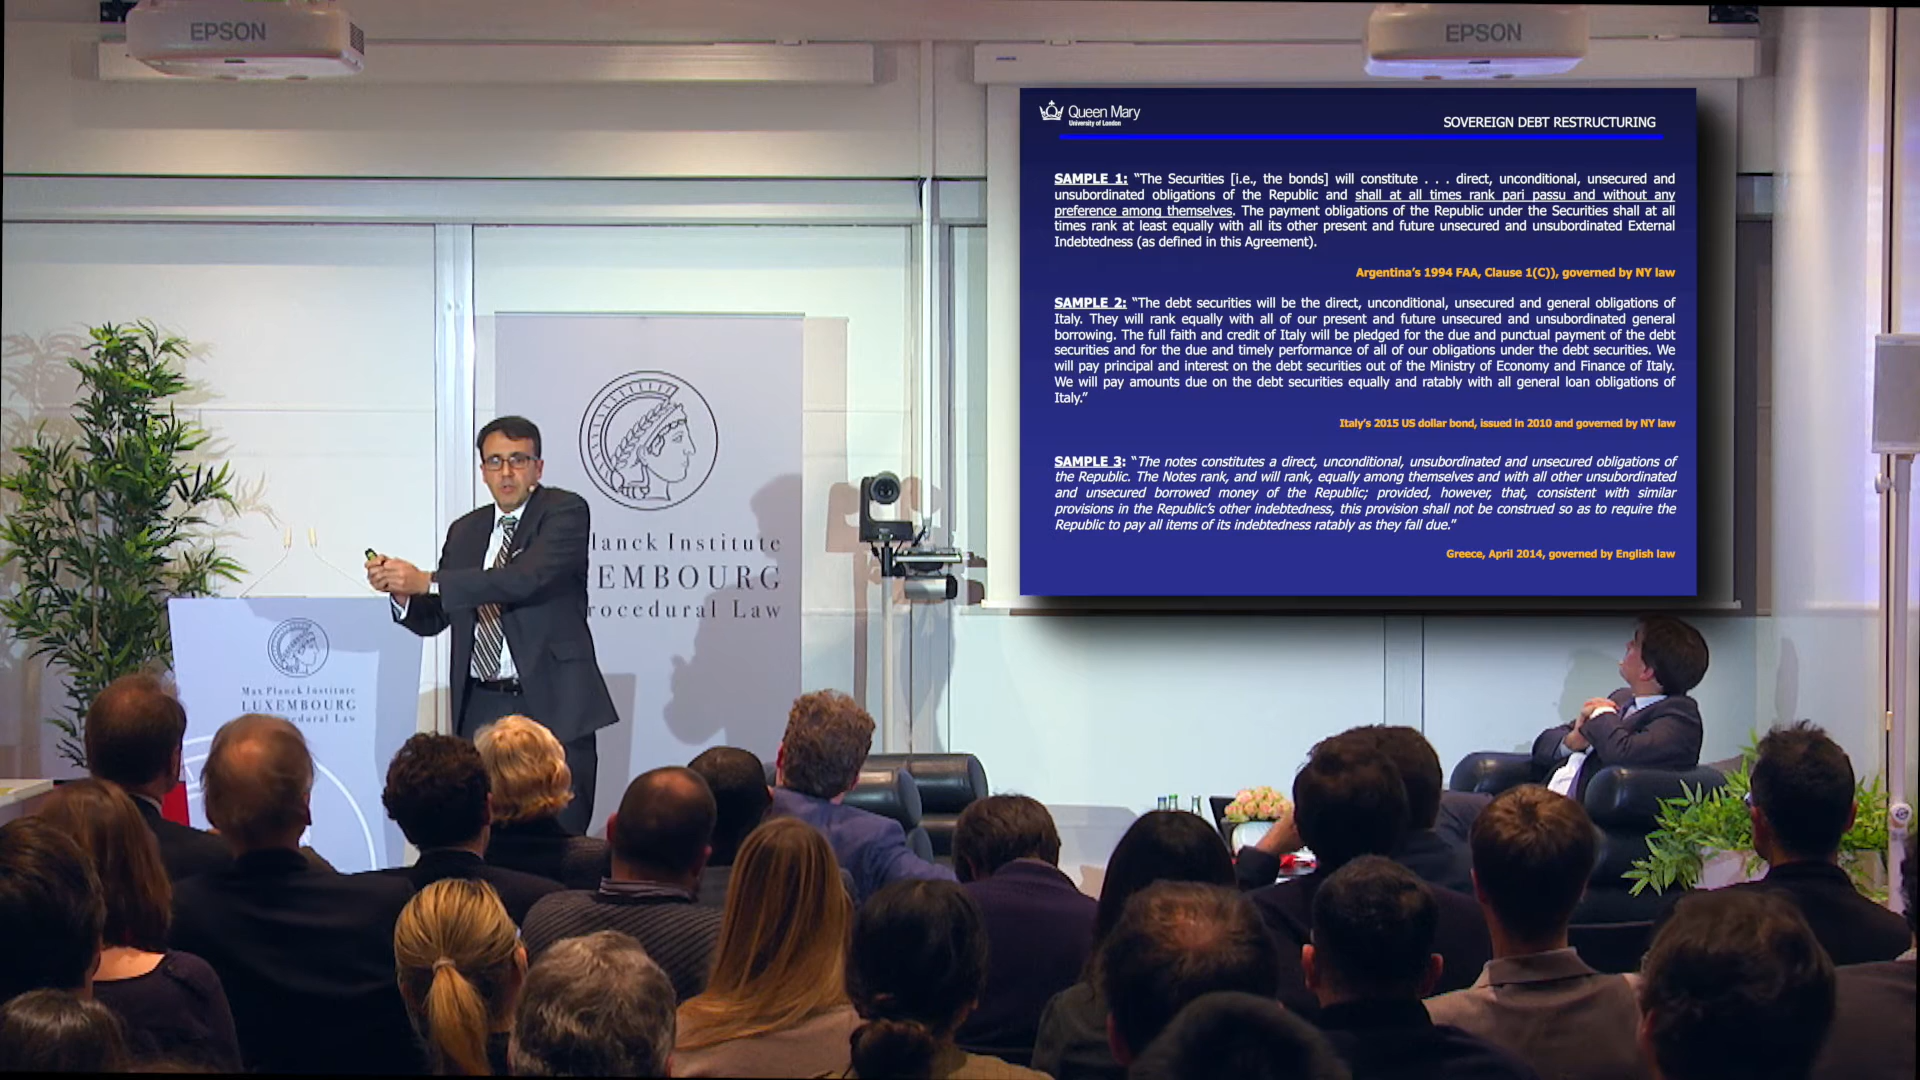 EPSON
EPSON
Queen Mary
University of London
SOVEREIGN DEBT RESTRUCTURING
SAMPLE 1: “The Securities [i.e., the bonds] will constitute . . . direct, unconditional, unsecured and
unsubordinated obligations of the Republic and shall at all times rank pari passu and without any
preference among themselves. The payment obligations of the Republic under the Securities shall at all
times rank at least equally with all its other present and future unsecured and unsubordinated External
Indebtedness (as defined in this Agreement).
Argentina’s 1994 FAA, Clause 1(C)), governed by NY law
SAMPLE 2: “The debt securities will be the direct, unconditional, unsecured and general obligations of
Italy. They will rank equally with all of our present and future unsecured and unsubordinated general
borrowing. The full faith and credit of Italy will be pledged for the due and punctual payment of the debt
securities and for the due and timely performance of all of our obligations under the debt securities. We
will pay principal and interest on the debt securities out of the Ministry of Economy and Finance of Italy.
We will pay amounts due on the debt securities equally and ratably with all general loan obligations of
Italy.”
Italy’s 2015 US dollar bond, issued in 2010 and governed by NY law
SAMPLE 3: “The notes constitutes a direct, unconditional, unsubordinated and unsecured obligations of
the Republic. The Notes rank, and will rank, equally among themselves and with all other unsubordinated
and unsecured borrowed money of the Republic; provided, however, that, consistent with similar
provisions in the Republic’s other indebtedness, this provision shall not be construed so as to require the
Republic to pay all items of its indebtedness ratably as they fall due.”
Greece, April 2014, governed by English law
lanck Institute
EMBOURG
rocedural Law
Max Planck Institute
LUXEMBOURG
edural Law